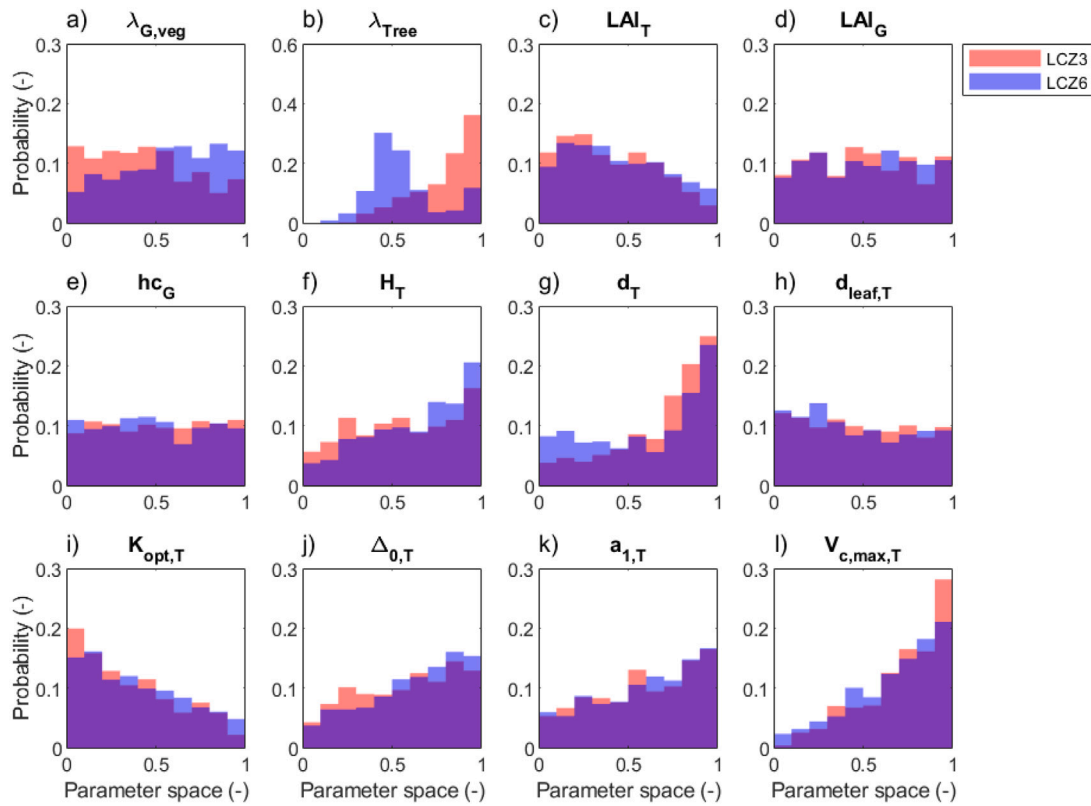 a) λG,veg
b) λTree
c) LAIT
d) LAIG
LCZ3
LCZ6
Probability (-)
0.3
0.2
0.1
0
0 0.5 1
0.6
0.4
0.2
0
0 0.5 1
0.3
0.2
0.1
0
0 0.5 1
0.3
0.2
0.1
0
0 0.5 1
e) hcG
f) HT
g) dT
h) dleaf,T
Probability (-)
0.3
0.2
0.1
0
0 0.5 1
0.3
0.2
0.1
0
0 0.5 1
0.3
0.2
0.1
0
0 0.5 1
0.3
0.2
0.1
0
0 0.5 1
i) Kopt,T
j) Δ0,T
k) a1,T
l) Vc,max,T
Probability (-)
0.3
0.2
0.1
0
0 0.5 1
Parameter space (-)
0.3
0.2
0.1
0
0 0.5 1
Parameter space (-)
0.3
0.2
0.1
0
0 0.5 1
Parameter space (-)
0.3
0.2
0.1
0
0 0.5 1
Parameter space (-)